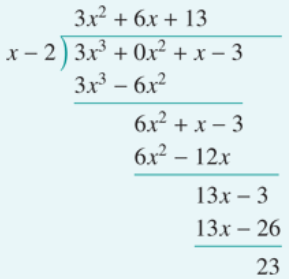 3x² + 6x + 13
x − 2 ) 3x³ + 0x² + x − 3
3x³ − 6x²
6x² + x − 3
6x² − 12x
13x − 3
13x − 26
23